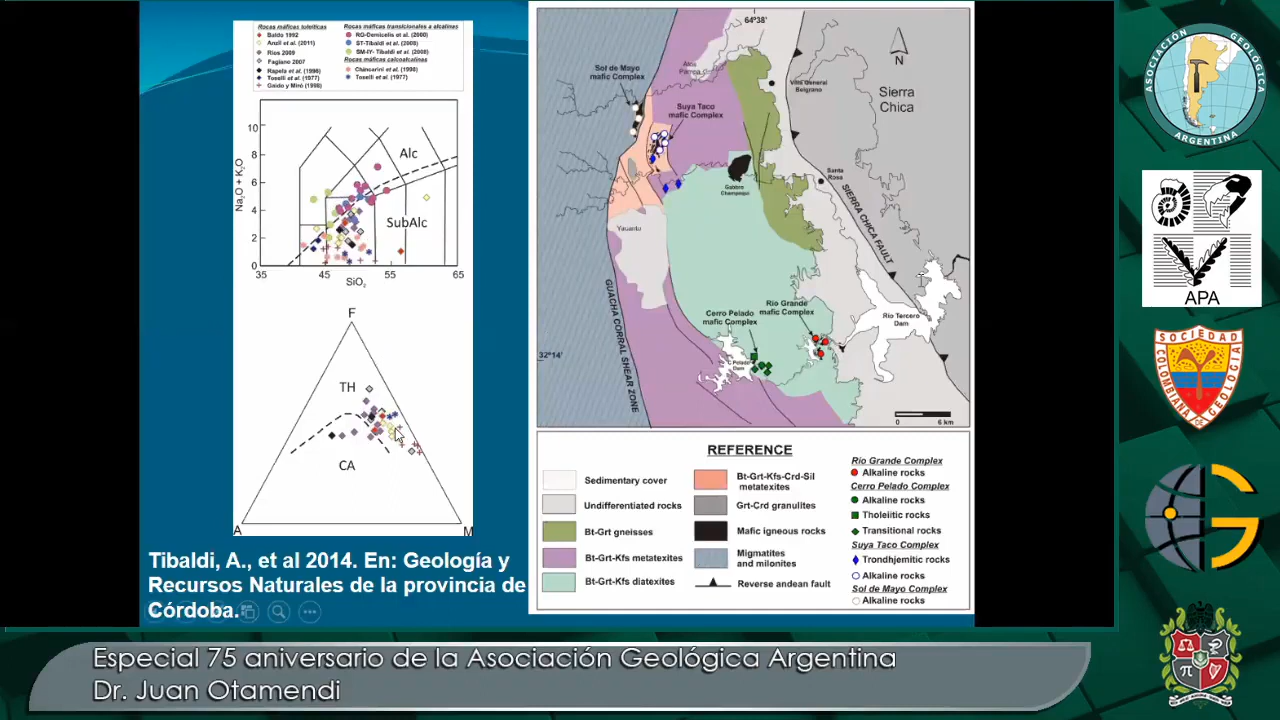 Rocas máficas toleíticas
Baldo 1992
Anzil et al. (2011)
Rios 2009
Fagiano 2007
Rapela et al. (1998)
Toselli et al. (1977)
Gaido y Miró (1998)
Rocas máficas transicionales a alcalinas
RG-Demicelis et al. (2000)
ST-Tibaldi et al. (2008)
SM-IY- Tibaldi et al. (2008)
Rocas máficas calcoalcalinas
Toselli et al. (1977)
Na2O + K2O
10
8
6
4
2
0
Alc
SubAlc
35
45
55
65
SiO2
F
TH
CA
A
M
Tibaldi, A., et al 2014. En: Geología y
Recursos Naturales de la provincia de
Córdoba.
64°38'
N
Sol de Mayo
mafic Complex
Suya Taco
mafic Complex
Villa General
Belgrano
Sierra
Chica
Santa
Rosa
Gabbro
Champaquí
Yacanto
SIERRA CHICA FAULT
GUACHA CORRAL SHEAR ZONE
Cerro Pelado
mafic Complex
Rio Grande
mafic Complex
C°Pelado
Dam
Rio Tercero
Dam
32°14'
0
6 km
REFERENCE
Sedimentary cover
Undifferentiated rocks
Bt-Grt gneisses
Bt-Grt-Kfs metatexites
Bt-Grt-Kfs diatexites
Bt-Grt-Kfs-Crd-Sil
metatexites
Grt-Crd granulites
Mafic igneous rocks
Migmatites
and milonites
Reverse andean fault
Rio Grande Complex
Alkaline rocks
Cerro Pelado Complex
Alkaline rocks
Tholeiitic rocks
Transitional rocks
Suya Taco Complex
Trondhjemitic rocks
Alkaline rocks
Sol de Mayo Complex
Alkaline rocks
ASOCIACIÓN GEOLÓGICA
ARGENTINA
APA
SOCIEDAD
COLOMBIANA DE GEOLOGIA
Especial 75 aniversario de la Asociación Geológica Argentina
Dr. Juan Otamendi